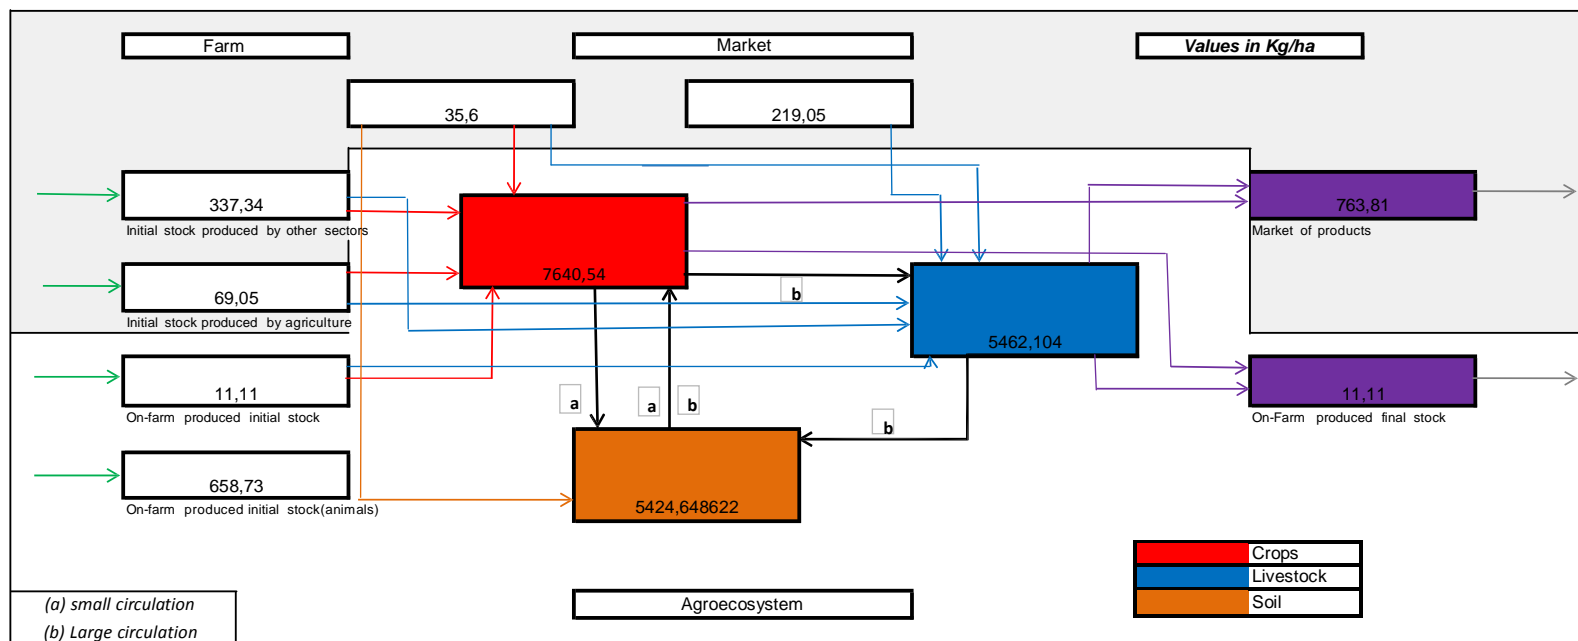 Farm
Market
Values in Kg/ha
35,6
219,05
337,34
Initial stock produced by other sectors
763,81
Market of products
7640,54
b
69,05
Initial stock produced by agriculture
5462,104
11,11
On-farm produced initial stock
a
a
b
b
11,11
On-Farm produced final stock
658,73
On-farm produced initial stock(animals)
5424,648622
Crops
Livestock
Soil
Agroecosystem
(a) small circulation
(b) Large circulation